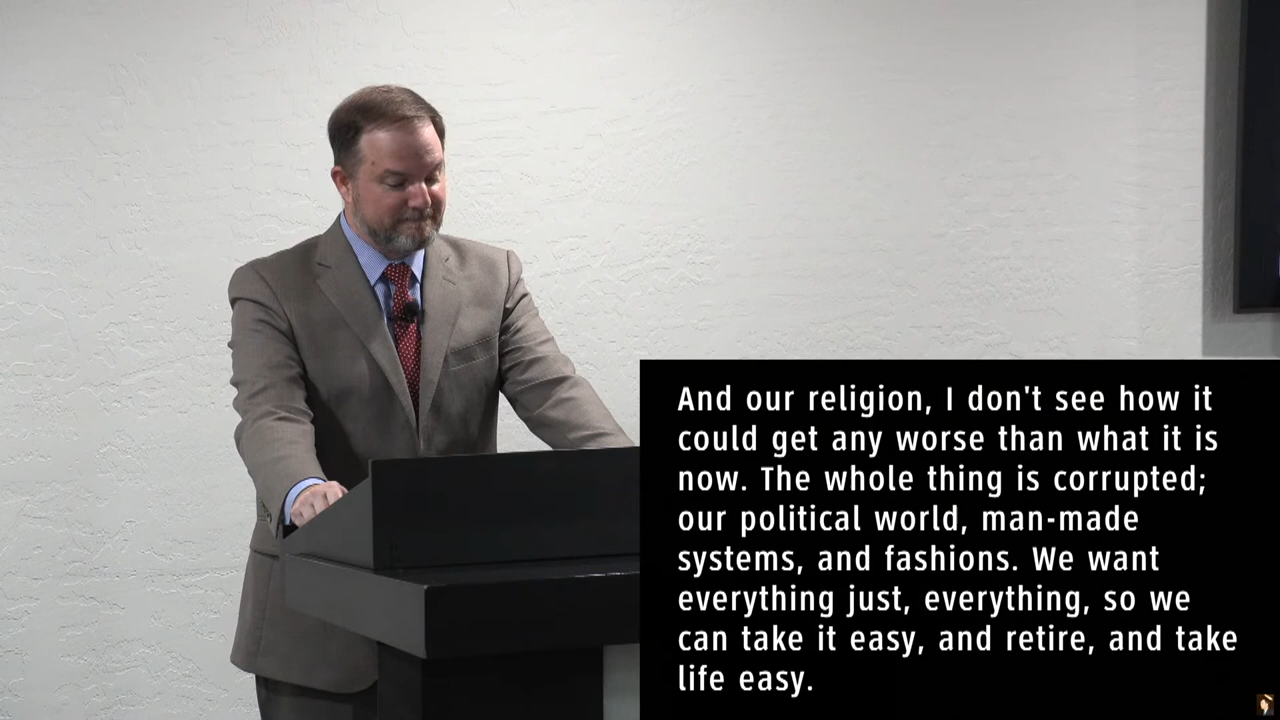 And our religion, I don't see how it
could get any worse than what it is
now. The whole thing is corrupted;
our political world, man-made
systems, and fashions. We want
everything just, everything, so we
can take it easy, and retire, and take
life easy.